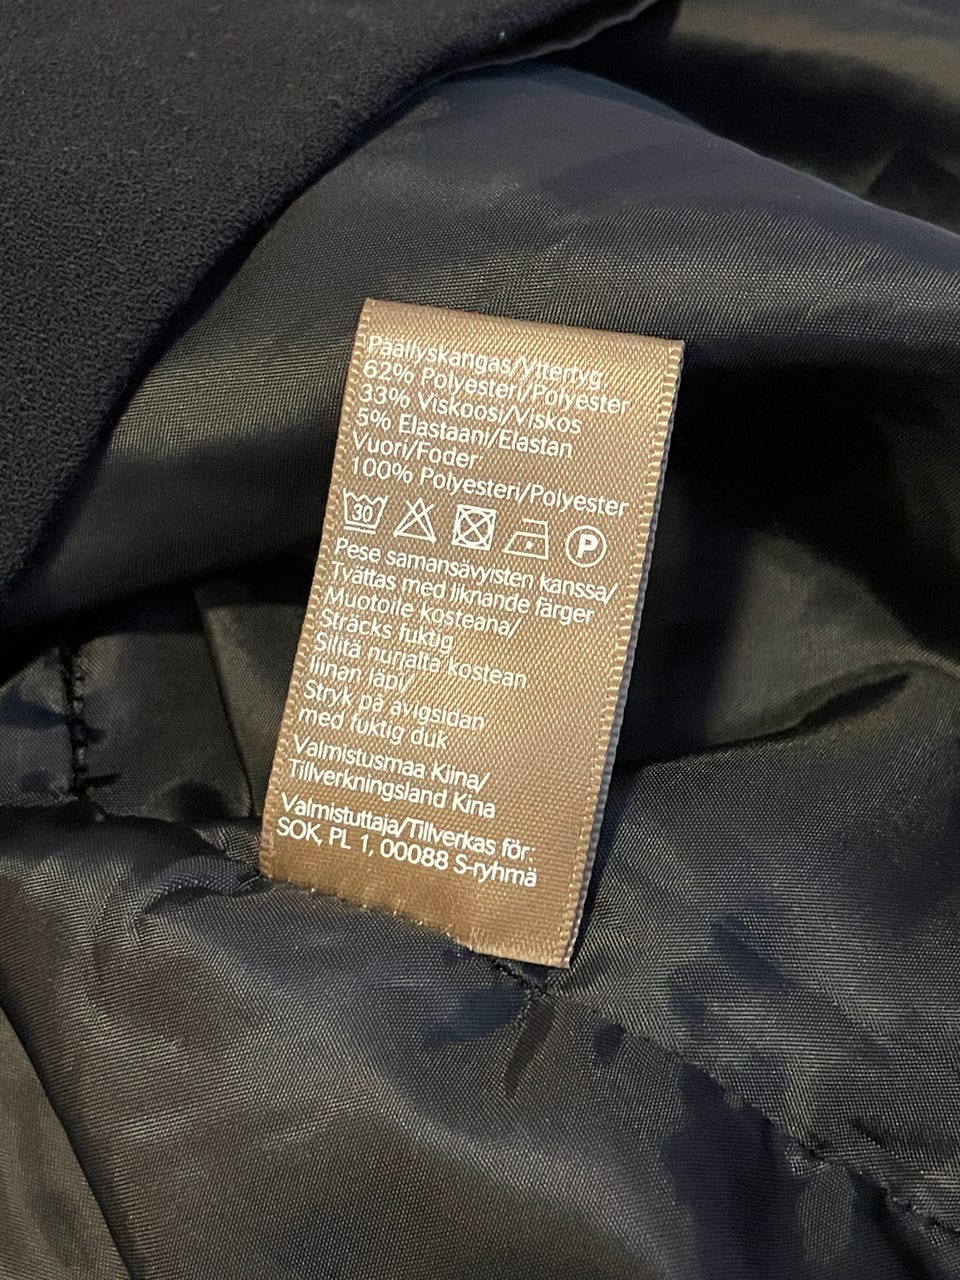 Päällyskangas/Yttertyg
62% Polyesteri/Polyester
33% Viskoosi/Viskos
5% Elastaani/Elastan
Vuori/Foder
100% Polyesteri/Polyester
30 P
Pese samansävyisten kanssa/
Tvättas med liknande färger
Muotoile kosteana/
Sträcks fuktig
Silitä nurjalta kostean
liinan läpi/
Stryk på avigsidan
med fuktig duk
Valmistusmaa Kiina/
Tillverkningsland Kina
Valmistuttaja/Tillverkas för:
SOK, PL 1, 00088 S-ryhmä